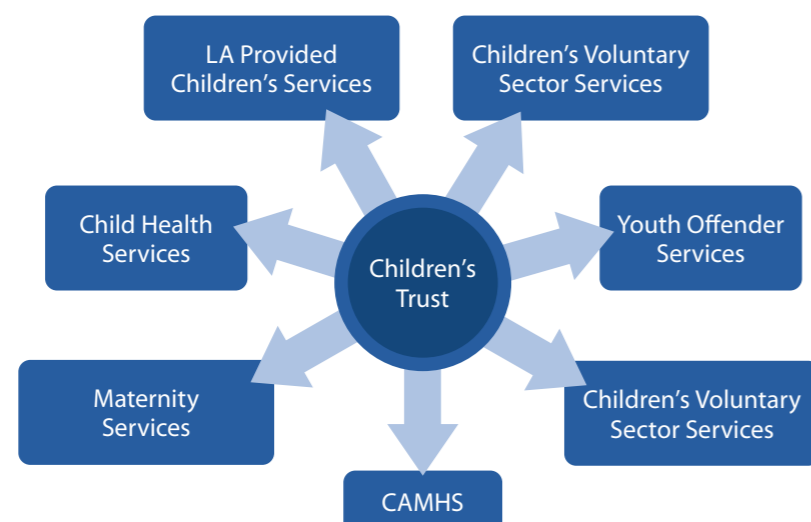 LA Provided
Children’s Services
Children’s Voluntary
Sector Services
Child Health
Services
Children’s
Trust
Youth Offender
Services
Maternity
Services
Children’s Voluntary
Sector Services
CAMHS